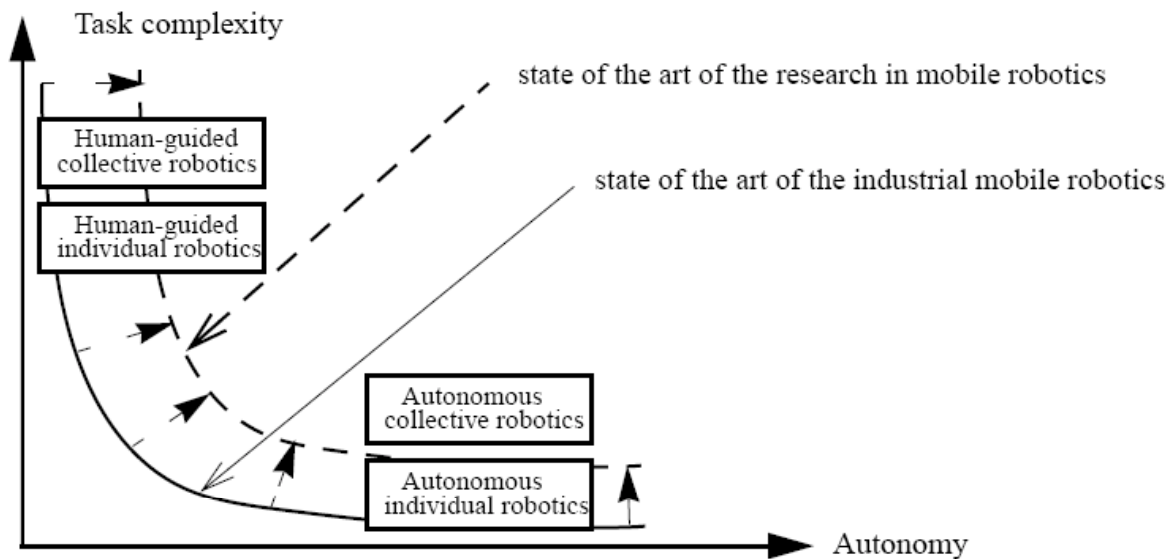 Task complexity
state of the art of the research in mobile robotics
Human-guided
collective robotics
state of the art of the industrial mobile robotics
Human-guided
individual robotics
Autonomous
collective robotics
Autonomous
individual robotics
Autonomy